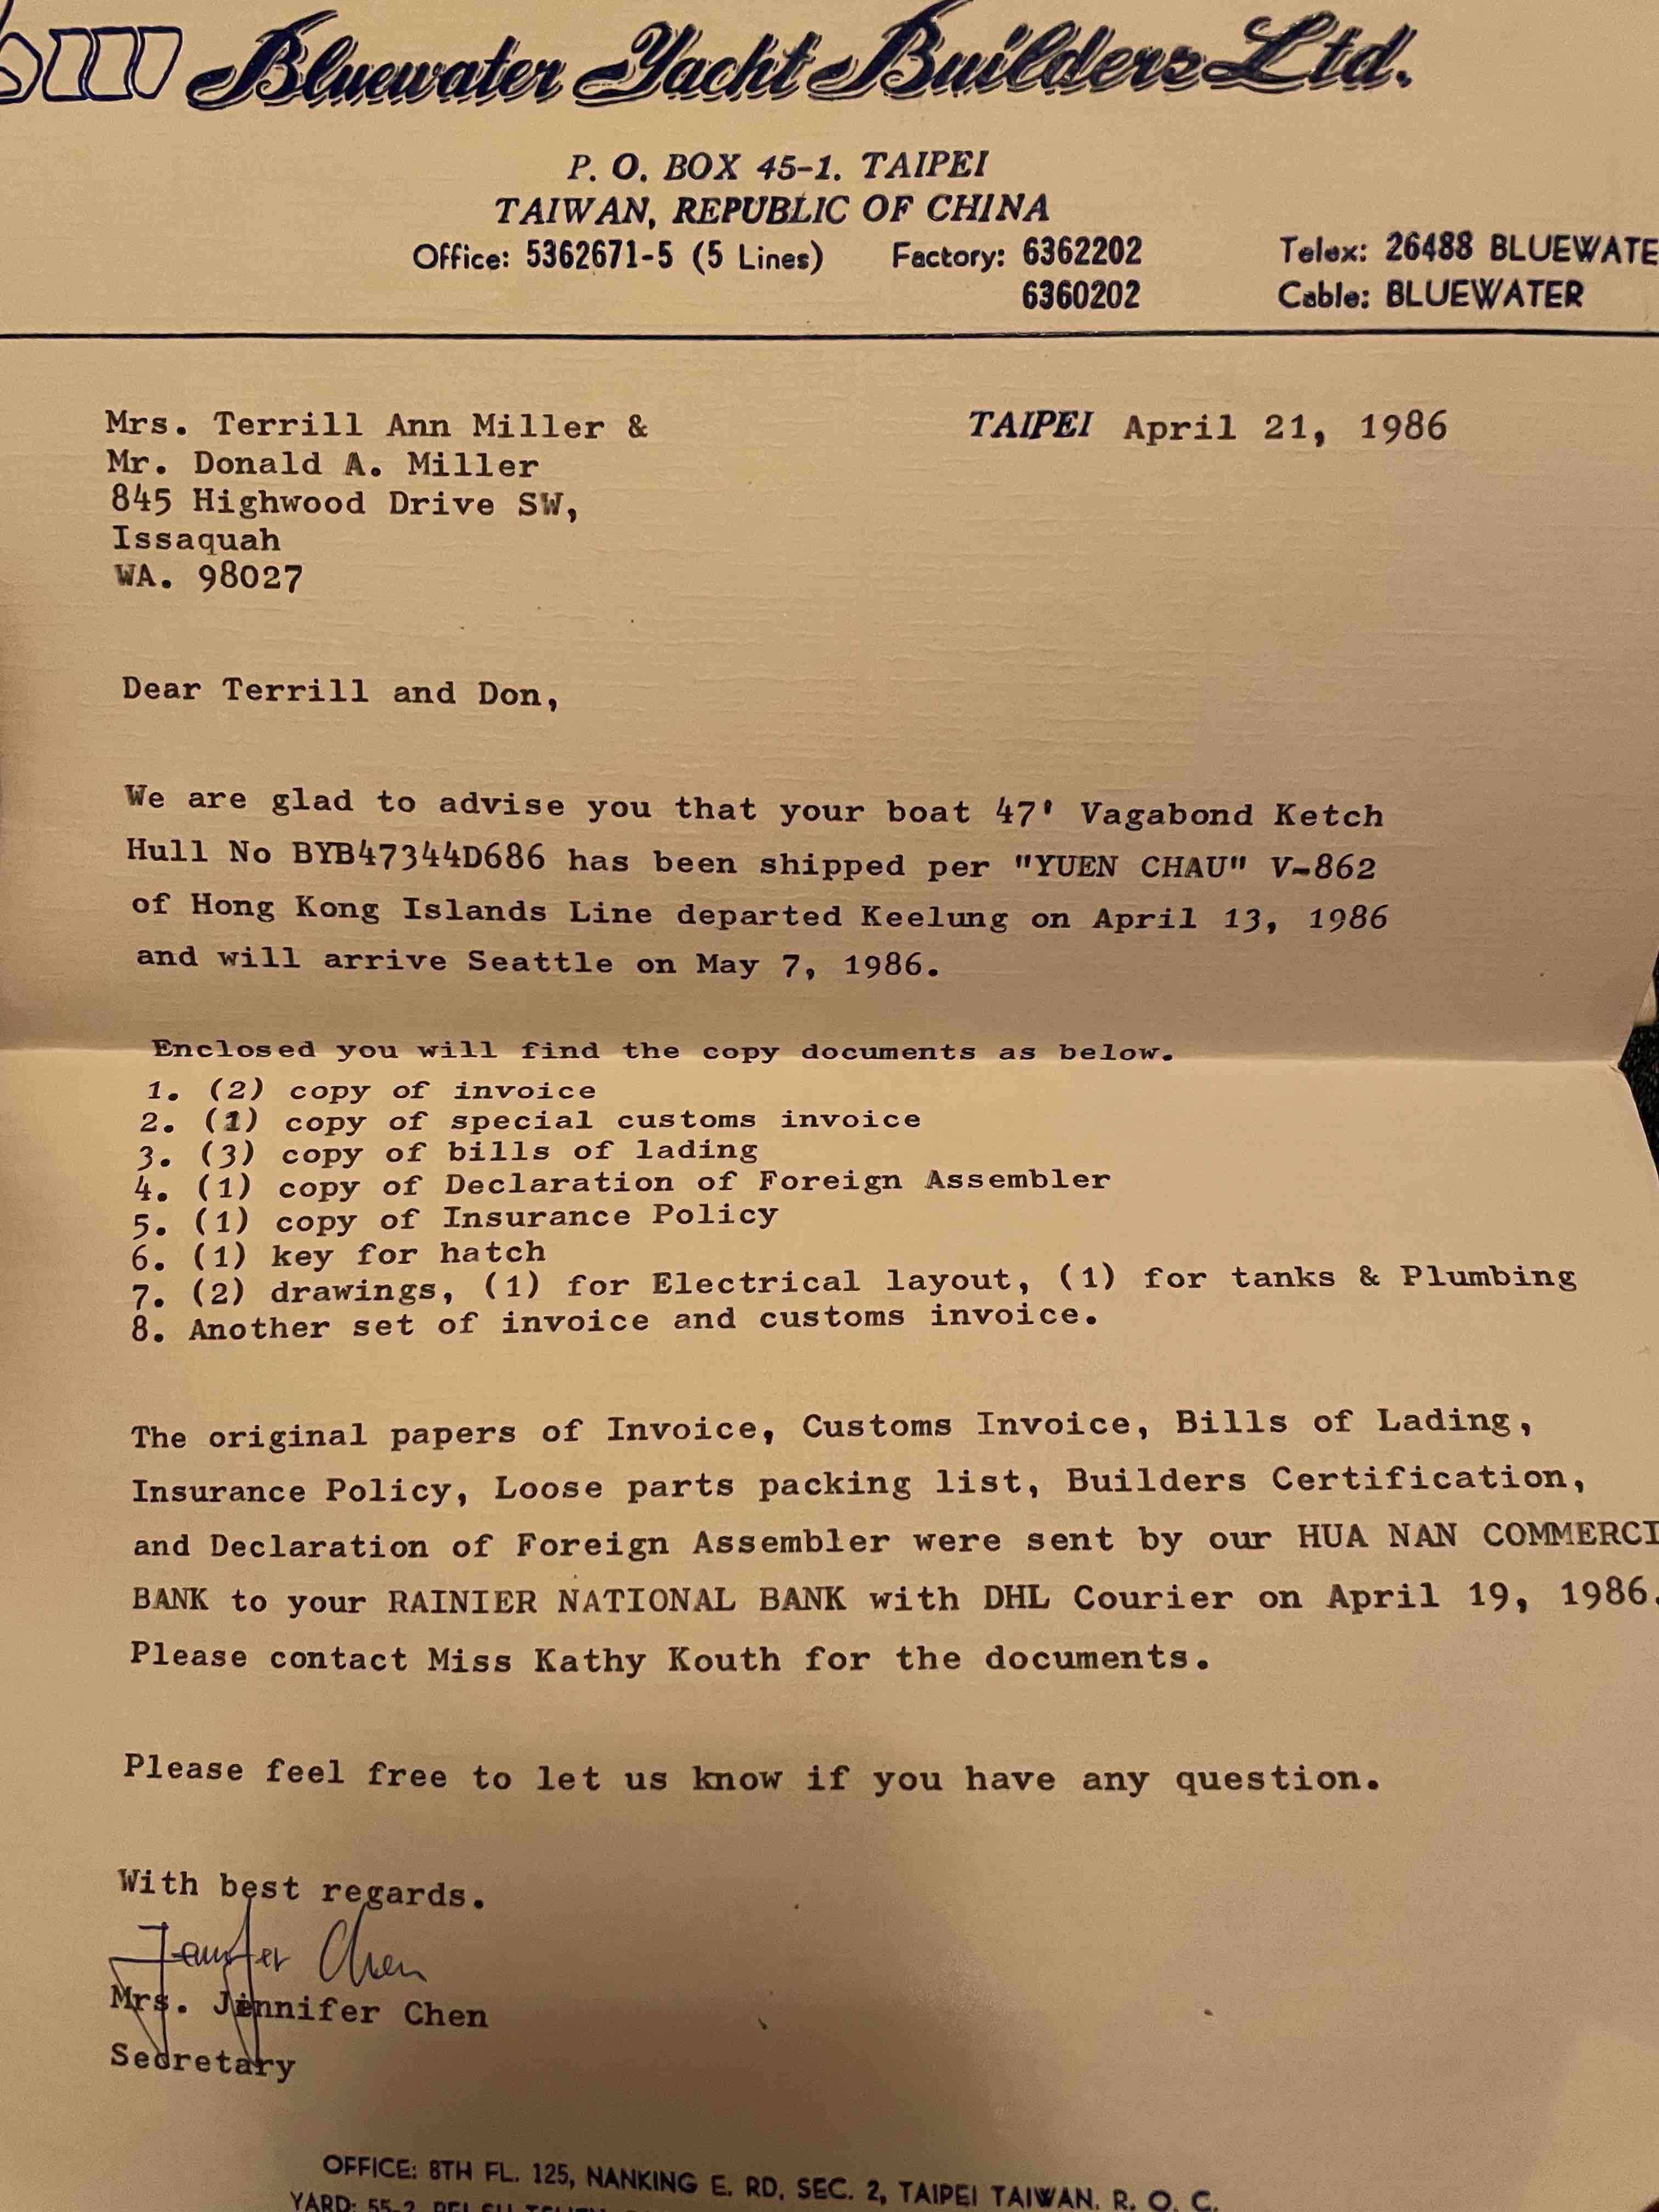 Bluewater Yacht Builders Ltd.
P. O. BOX 45-1. TAIPEI
TAIWAN, REPUBLIC OF CHINA
Office: 5362671-5 (5 Lines) Factory: 6362202 Telex: 26488 BLUEWATE
6360202 Cable: BLUEWATER
Mrs. Terrill Ann Miller & TAIPEI April 21, 1986
Mr. Donald A. Miller
845 Highwood Drive SW,
Issaquah
WA. 98027
Dear Terrill and Don,
We are glad to advise you that your boat 47' Vagabond Ketch
Hull No BYB47344D686 has been shipped per "YUEN CHAU" V-862
of Hong Kong Islands Line departed Keelung on April 13, 1986
and will arrive Seattle on May 7, 1986.
Enclosed you will find the copy documents as below.
1. (2) copy of invoice
2. (1) copy of special customs invoice
3. (3) copy of bills of lading
4. (1) copy of Declaration of Foreign Assembler
5. (1) copy of Insurance Policy
6. (1) key for hatch
7. (2) drawings, (1) for Electrical layout, (1) for tanks & Plumbing
8. Another set of invoice and customs invoice.
The original papers of Invoice, Customs Invoice, Bills of Lading,
Insurance Policy, Loose parts packing list, Builders Certification,
and Declaration of Foreign Assembler were sent by our HUA NAN COMMERCI
BANK to your RAINIER NATIONAL BANK with DHL Courier on April 19, 1986.
Please contact Miss Kathy Kouth for the documents.
Please feel free to let us know if you have any question.
With best regards.
Jennifer Chen
Mrs. Jennifer Chen
Secretary
OFFICE: 8TH FL. 125, NANKING E. RD, SEC. 2, TAIPEI TAIWAN. R. O. C.
YARD: 55-2,